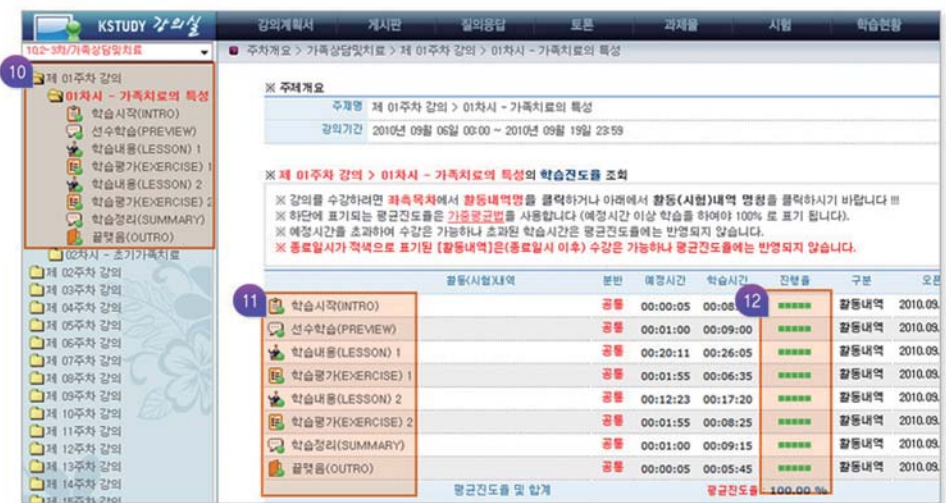 KSTUDY 강의실
강의계획서 게시판 질의응답 토론 과제물 시험 학습현황
102-3차/가족상담및치료
주차개요 > 가족상담및치료 > 제 01주차 강의 > 01차시 - 가족치료의 특성
10
제 01주차 강의
01차시 - 가족치료의 특성
학습시작(INTRO)
선수학습(PREVIEW)
학습내용(LESSON) 1
학습평가(EXERCISE) 1
학습내용(LESSON) 2
학습평가(EXERCISE) 2
학습정리(SUMMARY)
끝맺음(OUTRO)
02차시 - 초기가족치료
제 02주차 강의
제 03주차 강의
제 04주차 강의
제 05주차 강의
제 06주차 강의
제 07주차 강의
제 08주차 강의
제 09주차 강의
제 10주차 강의
제 11주차 강의
제 12주차 강의
제 13주차 강의
제 14주차 강의
제 15주차 강의
※ 주제개요
주제명 제 01주차 강의 > 01차시 - 가족치료의 특성
강의기간 2010년 09월 06일 00:00 ~ 2010년 09월 19일 23:59
※ 제 01주차 강의 > 01차시 - 가족치료의 특성의 학습진도율 조회
※ 강의를 수강하려면 좌측목차에서 활동내역명을 클릭하거나 아래에서 활동(시험)내역 명칭을 클릭하시기 바랍니다 !!!
※ 하단에 표기되는 평균진도율은 가중평균법을 사용합니다 (예정시간 이상 학습을 하여야 100% 로 표기 됩니다).
※ 예정시간을 초과하여 수강은 가능하나 초과된 학습시간은 평균진도율에는 반영되지 않습니다.
※ 종료일시가 적색으로 표기된 [활동내역]은(종료일시 이후) 수강은 가능하나 평균진도율에는 반영되지 않습니다.
활동(시험)내역 분반 예정시간 학습시간 진행율 구분 오픈
11
12
학습시작(INTRO) 공통 00:00:05 00:08: 활동내역 2010.09.
선수학습(PREVIEW) 공통 00:01:00 00:09:00 활동내역 2010.09.
학습내용(LESSON) 1 공통 00:20:11 00:26:05 활동내역 2010.09.
학습평가(EXERCISE) 1 공통 00:01:55 00:06:35 활동내역 2010.09.
학습내용(LESSON) 2 공통 00:12:23 00:17:20 활동내역 2010.09.
학습평가(EXERCISE) 2 공통 00:01:55 00:08:25 활동내역 2010.09.
학습정리(SUMMARY) 공통 00:01:00 00:09:15 활동내역 2010.09.
끝맺음(OUTRO) 공통 00:00:05 00:05:45 활동내역 2010.09.
평균진도율 및 합계 평균진도율 : 100.00 %